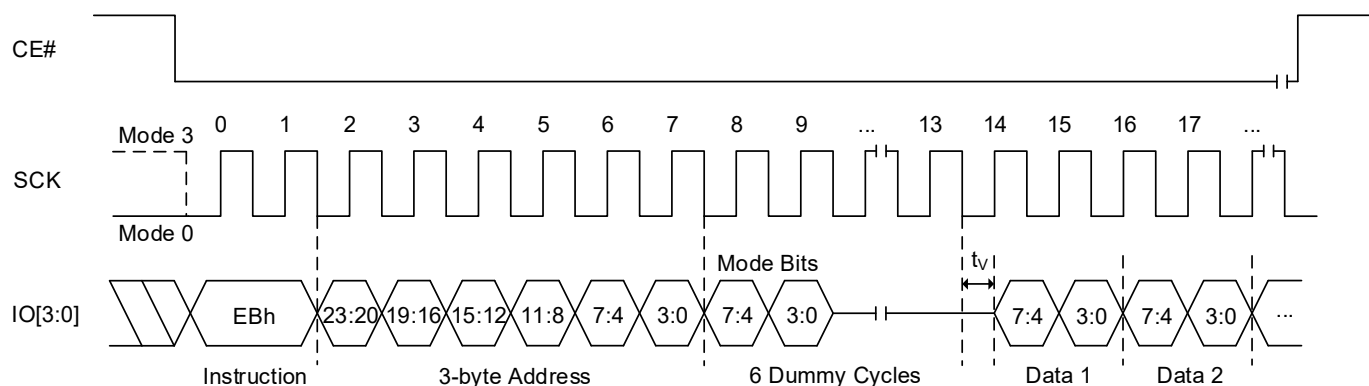 CE#
0 1 2 3 4 5 6 7 8 9 ... 13 14 15 16 17 ...
Mode 3
SCK
Mode 0
Mode Bits tV
IO[3:0] EBh 23:20 19:16 15:12 11:8 7:4 3:0 7:4 3:0 7:4 3:0 7:4 3:0 ...
Instruction 3-byte Address 6 Dummy Cycles Data 1 Data 2